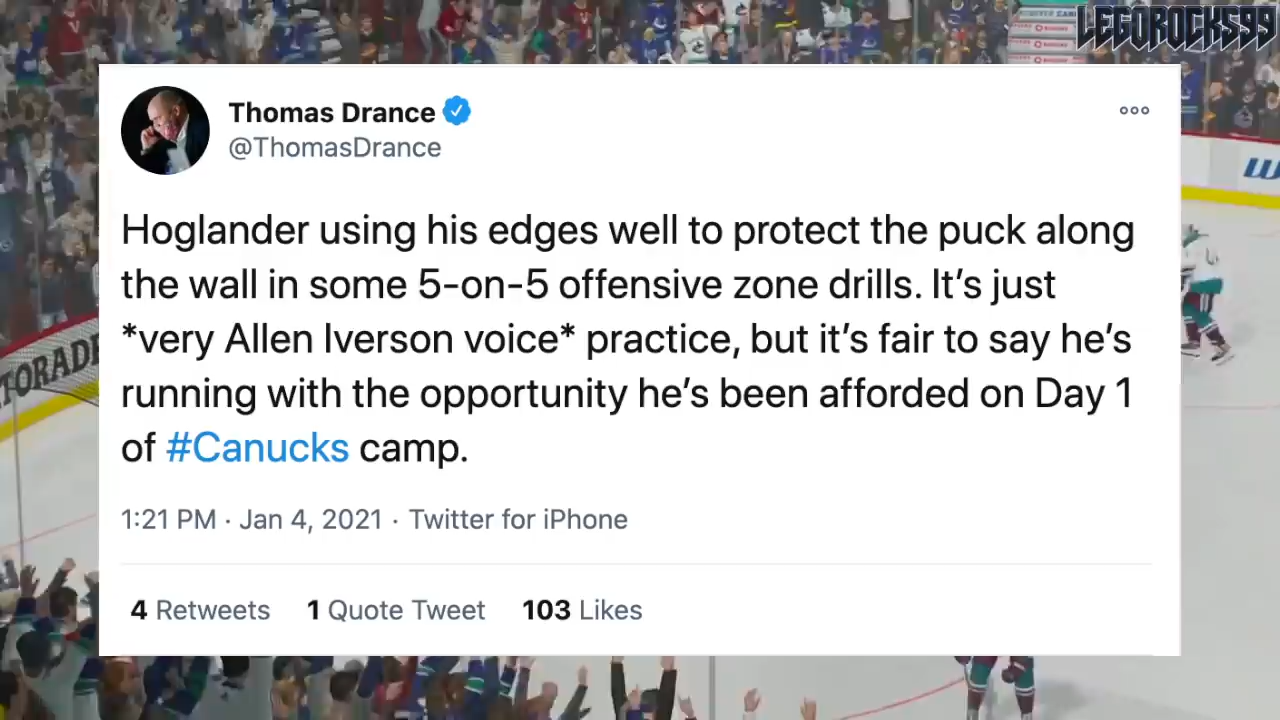 LEGOROCKS99
Thomas Drance
@ThomasDrance
Hoglander using his edges well to protect the puck along
the wall in some 5-on-5 offensive zone drills. It’s just
*very Allen Iverson voice* practice, but it’s fair to say he’s
running with the opportunity he’s been afforded on Day 1
of #Canucks camp.
1:21 PM · Jan 4, 2021 · Twitter for iPhone
4 Retweets 1 Quote Tweet 103 Likes